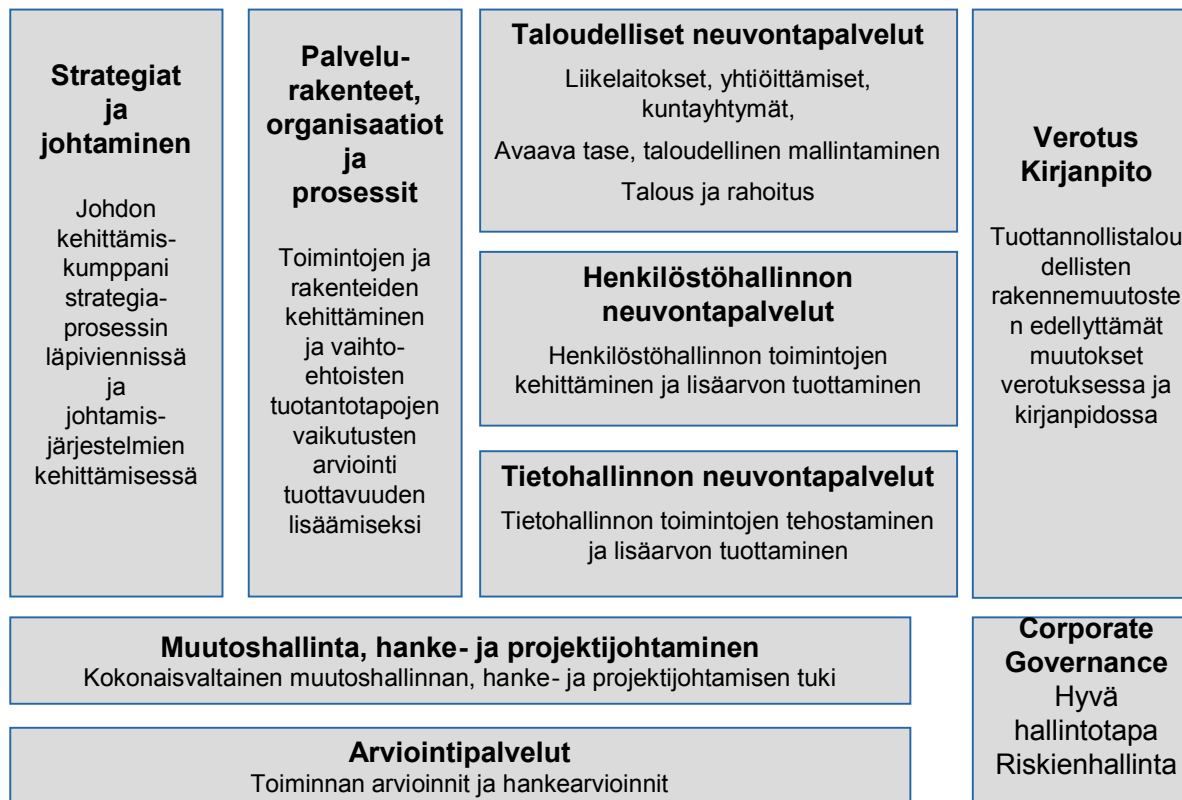 Strategiat
ja
johtaminen
Johdon
kehittämis-
kumppani
strategia-
prosessin
läpiviennissä
ja
johtamis-
järjestelmien
kehittämisessä
Palvelu-
rakenteet,
organisaatiot
ja
prosessit
Toimintojen ja
rakenteiden
kehittäminen
ja vaihto-
ehtoisten
tuotantotapojen
vaikutusten
arviointi
tuottavuuden
lisäämiseksi
Taloudelliset neuvontapalvelut
Liikelaitokset, yhtiöittämiset,
kuntayhtymät,
Avaava tase, taloudellinen mallintaminen
Talous ja rahoitus
Henkilöstöhallinnon
neuvontapalvelut
Henkilöstöhallinnon toimintojen
kehittäminen ja lisäarvon tuottaminen
Tietohallinnon neuvontapalvelut
Tietohallinnon toimintojen tehostaminen
ja lisäarvon tuottaminen
Verotus
Kirjanpito
Tuottannollistalou
dellisten
rakennemuutoste
n edellyttämät
muutokset
verotuksessa ja
kirjanpidossa
Muutoshallinta, hanke- ja projektijohtaminen
Kokonaisvaltainen muutoshallinnan, hanke- ja projektijohtamisen tuki
Arviointipalvelut
Toiminnan arvioinnit ja hankearvioinnit
Corporate
Governance
Hyvä
hallintotapa
Riskienhallinta